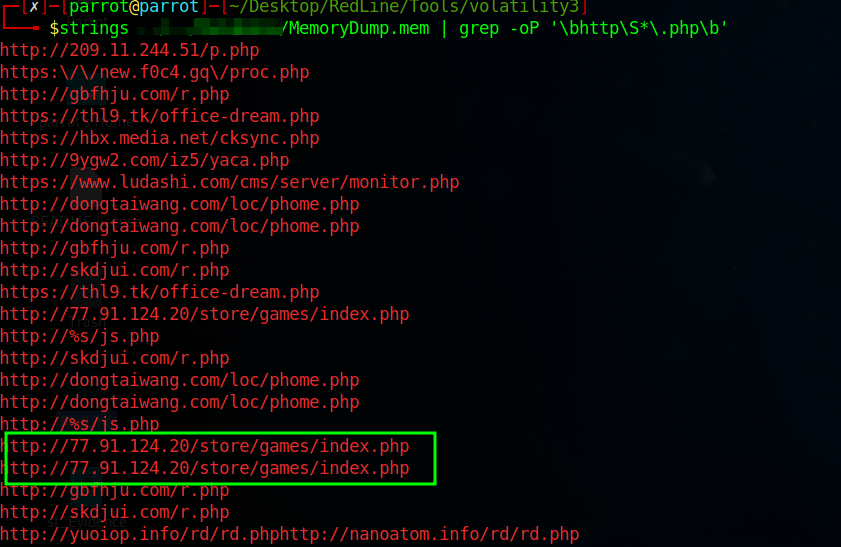 ┌─[✗]─[parrot@parrot]─[~/Desktop/RedLine/Tools/volatility3]
└──╼ $strings /MemoryDump.mem | grep -oP '\bhttp\S*\.php\b'
http://209.11.244.51/p.php
https:\/\/new.f0c4.gq\/proc.php
http://gbfhju.com/r.php
https://thl9.tk/office-dream.php
https://hbx.media.net/cksync.php
http://9ygw2.com/iz5/yaca.php
https://www.ludashi.com/cms/server/monitor.php
http://dongtaiwang.com/loc/phome.php
http://dongtaiwang.com/loc/phome.php
http://gbfhju.com/r.php
http://skdjui.com/r.php
https://thl9.tk/office-dream.php
http://77.91.124.20/store/games/index.php
http://%s/js.php
http://skdjui.com/r.php
http://dongtaiwang.com/loc/phome.php
http://dongtaiwang.com/loc/phome.php
http://%s/js.php
http://77.91.124.20/store/games/index.php
http://77.91.124.20/store/games/index.php
http://gbfhju.com/r.php
http://skdjui.com/r.php
http://yuoiop.info/rd/rd.phphttp://nanoatom.info/rd/rd.php